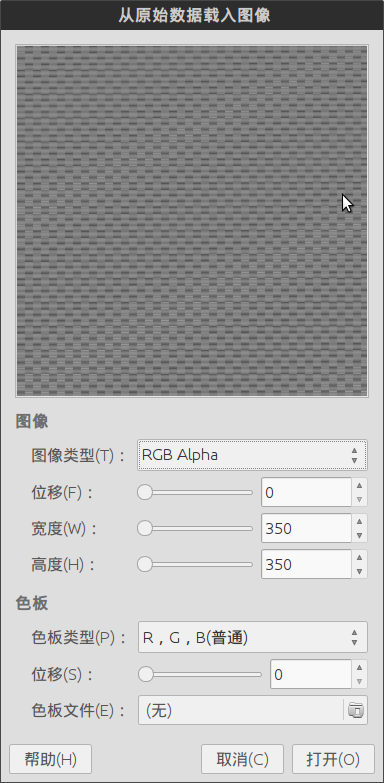 从原始数据载入图像
图像
图像类型(T)： RGB Alpha
位移(F)： 0
宽度(W)： 350
高度(H)： 350
色板
色板类型(P)： R，G，B(普通)
位移(S)： 0
色板文件(E)： (无)
帮助(H) 取消(C) 打开(O)